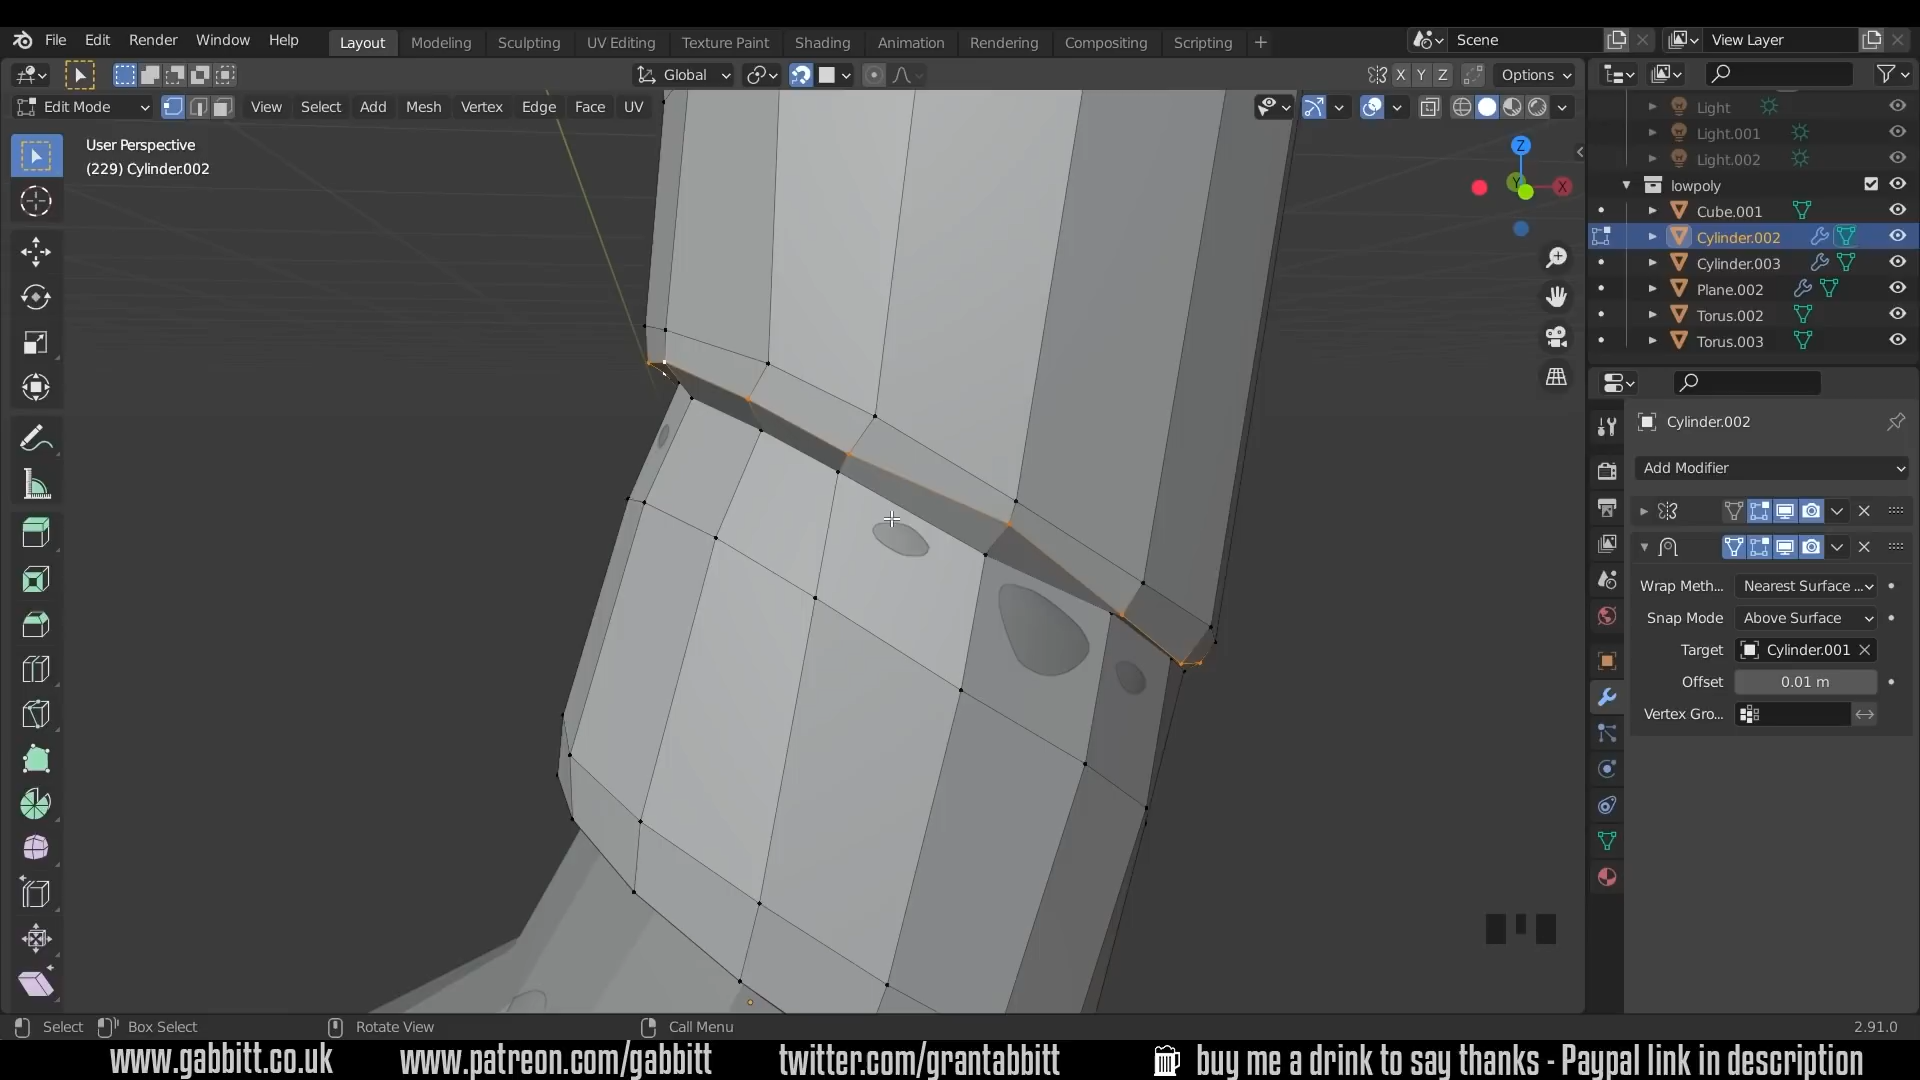 File Edit Render Window Help Layout Modeling Sculpting UV Editing Texture Paint Shading Animation Rendering Compositing Scripting Scene View Layer
Global X Y Z Options
Edit Mode View Select Add Mesh Vertex Edge Face UV
User Perspective
(229) Cylinder.002
Z
Y
X
Light
Light.001
Light.002
lowpoly
Cube.001
Cylinder.002
Cylinder.003
Plane.002
Torus.002
Torus.003
Cylinder.002
Add Modifier
Wrap Meth... Nearest Surface ...
Snap Mode Above Surface
Target Cylinder.001
Offset 0.01 m
Vertex Gro...
Select Box Select Rotate View Call Menu 2.91.0
www.gabbitt.co.uk www.patreon.com/gabbitt twitter.com/grantabbitt buy me a drink to say thanks - Paypal link in description